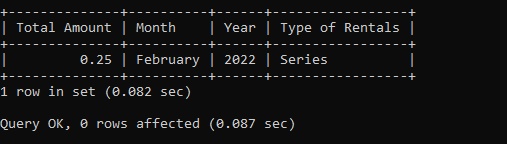 +--------------+----------+------+-----------------+
| Total Amount | Month    | Year | Type of Rentals |
+--------------+----------+------+-----------------+
|         0.25 | February | 2022 | Series          |
+--------------+----------+------+-----------------+
1 row in set (0.082 sec)

Query OK, 0 rows affected (0.087 sec)